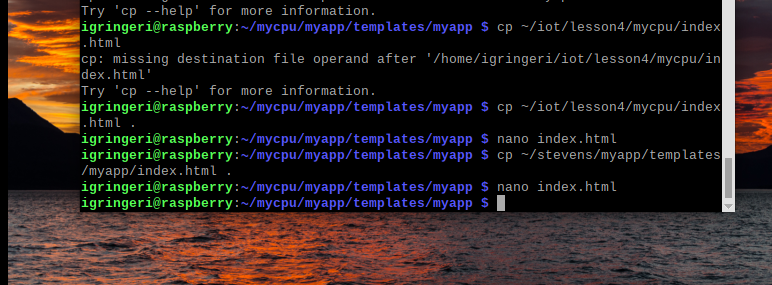 Try 'cp --help' for more information.
igringeri@raspberry:~/mycpu/myapp/templates/myapp $ cp ~/iot/lesson4/mycpu/index
.html
cp: missing destination file operand after '/home/igringeri/iot/lesson4/mycpu/in
dex.html'
Try 'cp --help' for more information.
igringeri@raspberry:~/mycpu/myapp/templates/myapp $ cp ~/iot/lesson4/mycpu/index
.html .
igringeri@raspberry:~/mycpu/myapp/templates/myapp $ nano index.html
igringeri@raspberry:~/mycpu/myapp/templates/myapp $ cp ~/stevens/myapp/templates
/myapp/index.html .
igringeri@raspberry:~/mycpu/myapp/templates/myapp $ nano index.html
igringeri@raspberry:~/mycpu/myapp/templates/myapp $